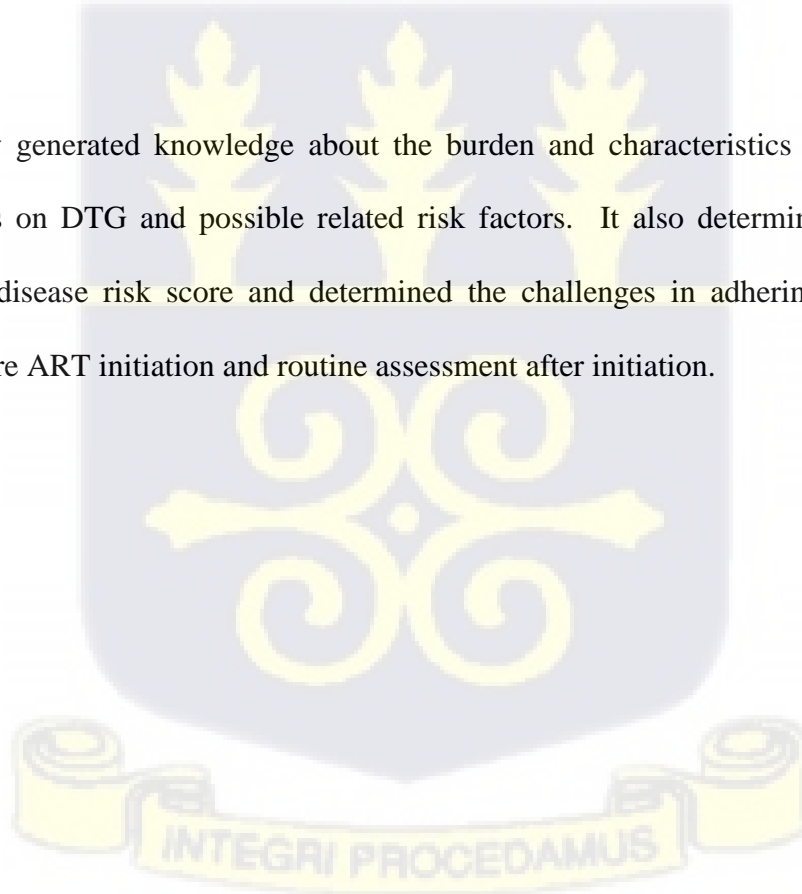 generated knowledge about the burden and characteristics
on DTG and possible related risk factors. It also determin
disease risk score and determined the challenges in adherin
re ART initiation and routine assessment after initiation.
INTEGRI PROCEDAMUS